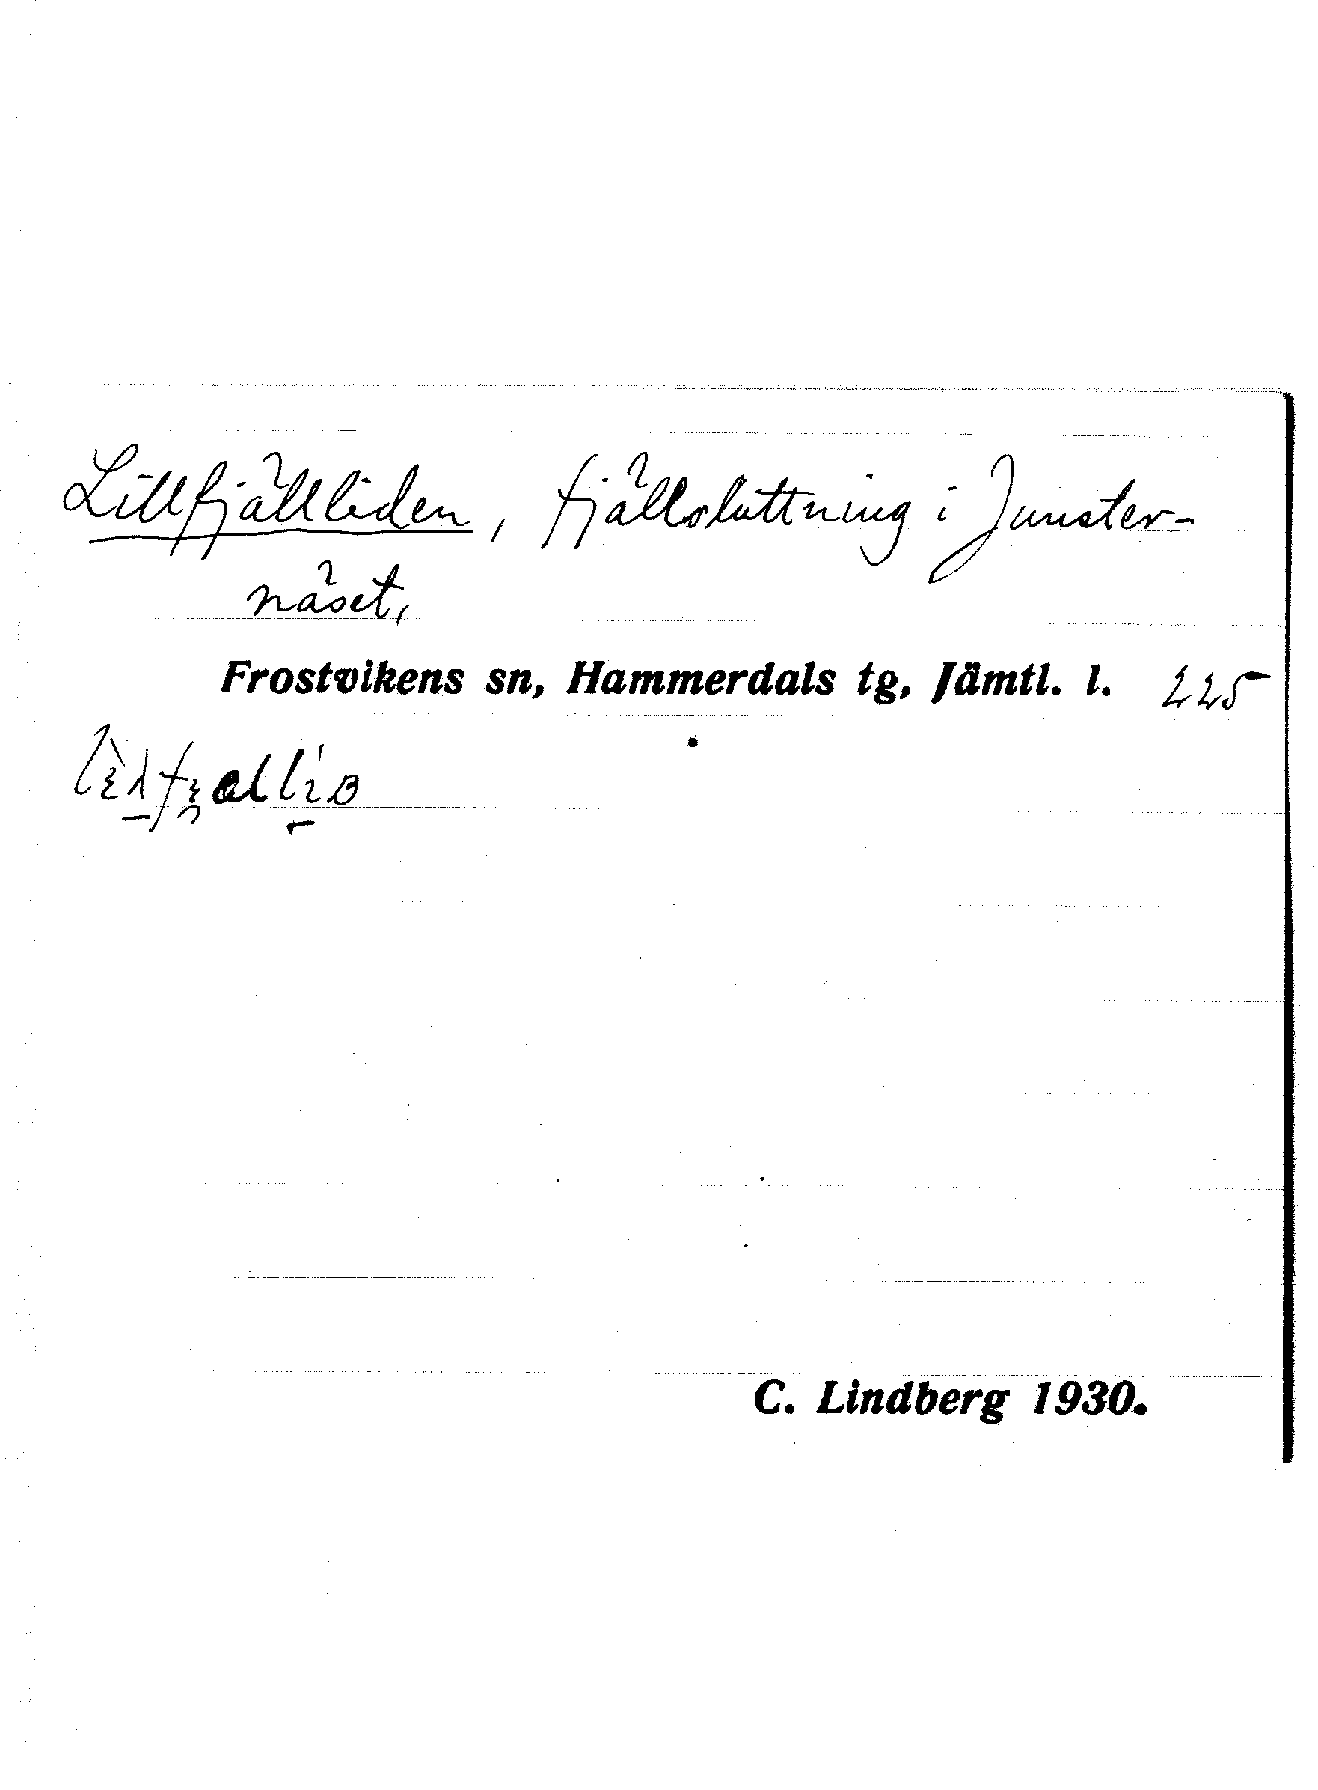 Lillfjälliden, fjällsluttning i Junster-
näset,
Frostvikens sn, Hammerdals tg, Jämtl. l. 225
C. Lindberg 1930.